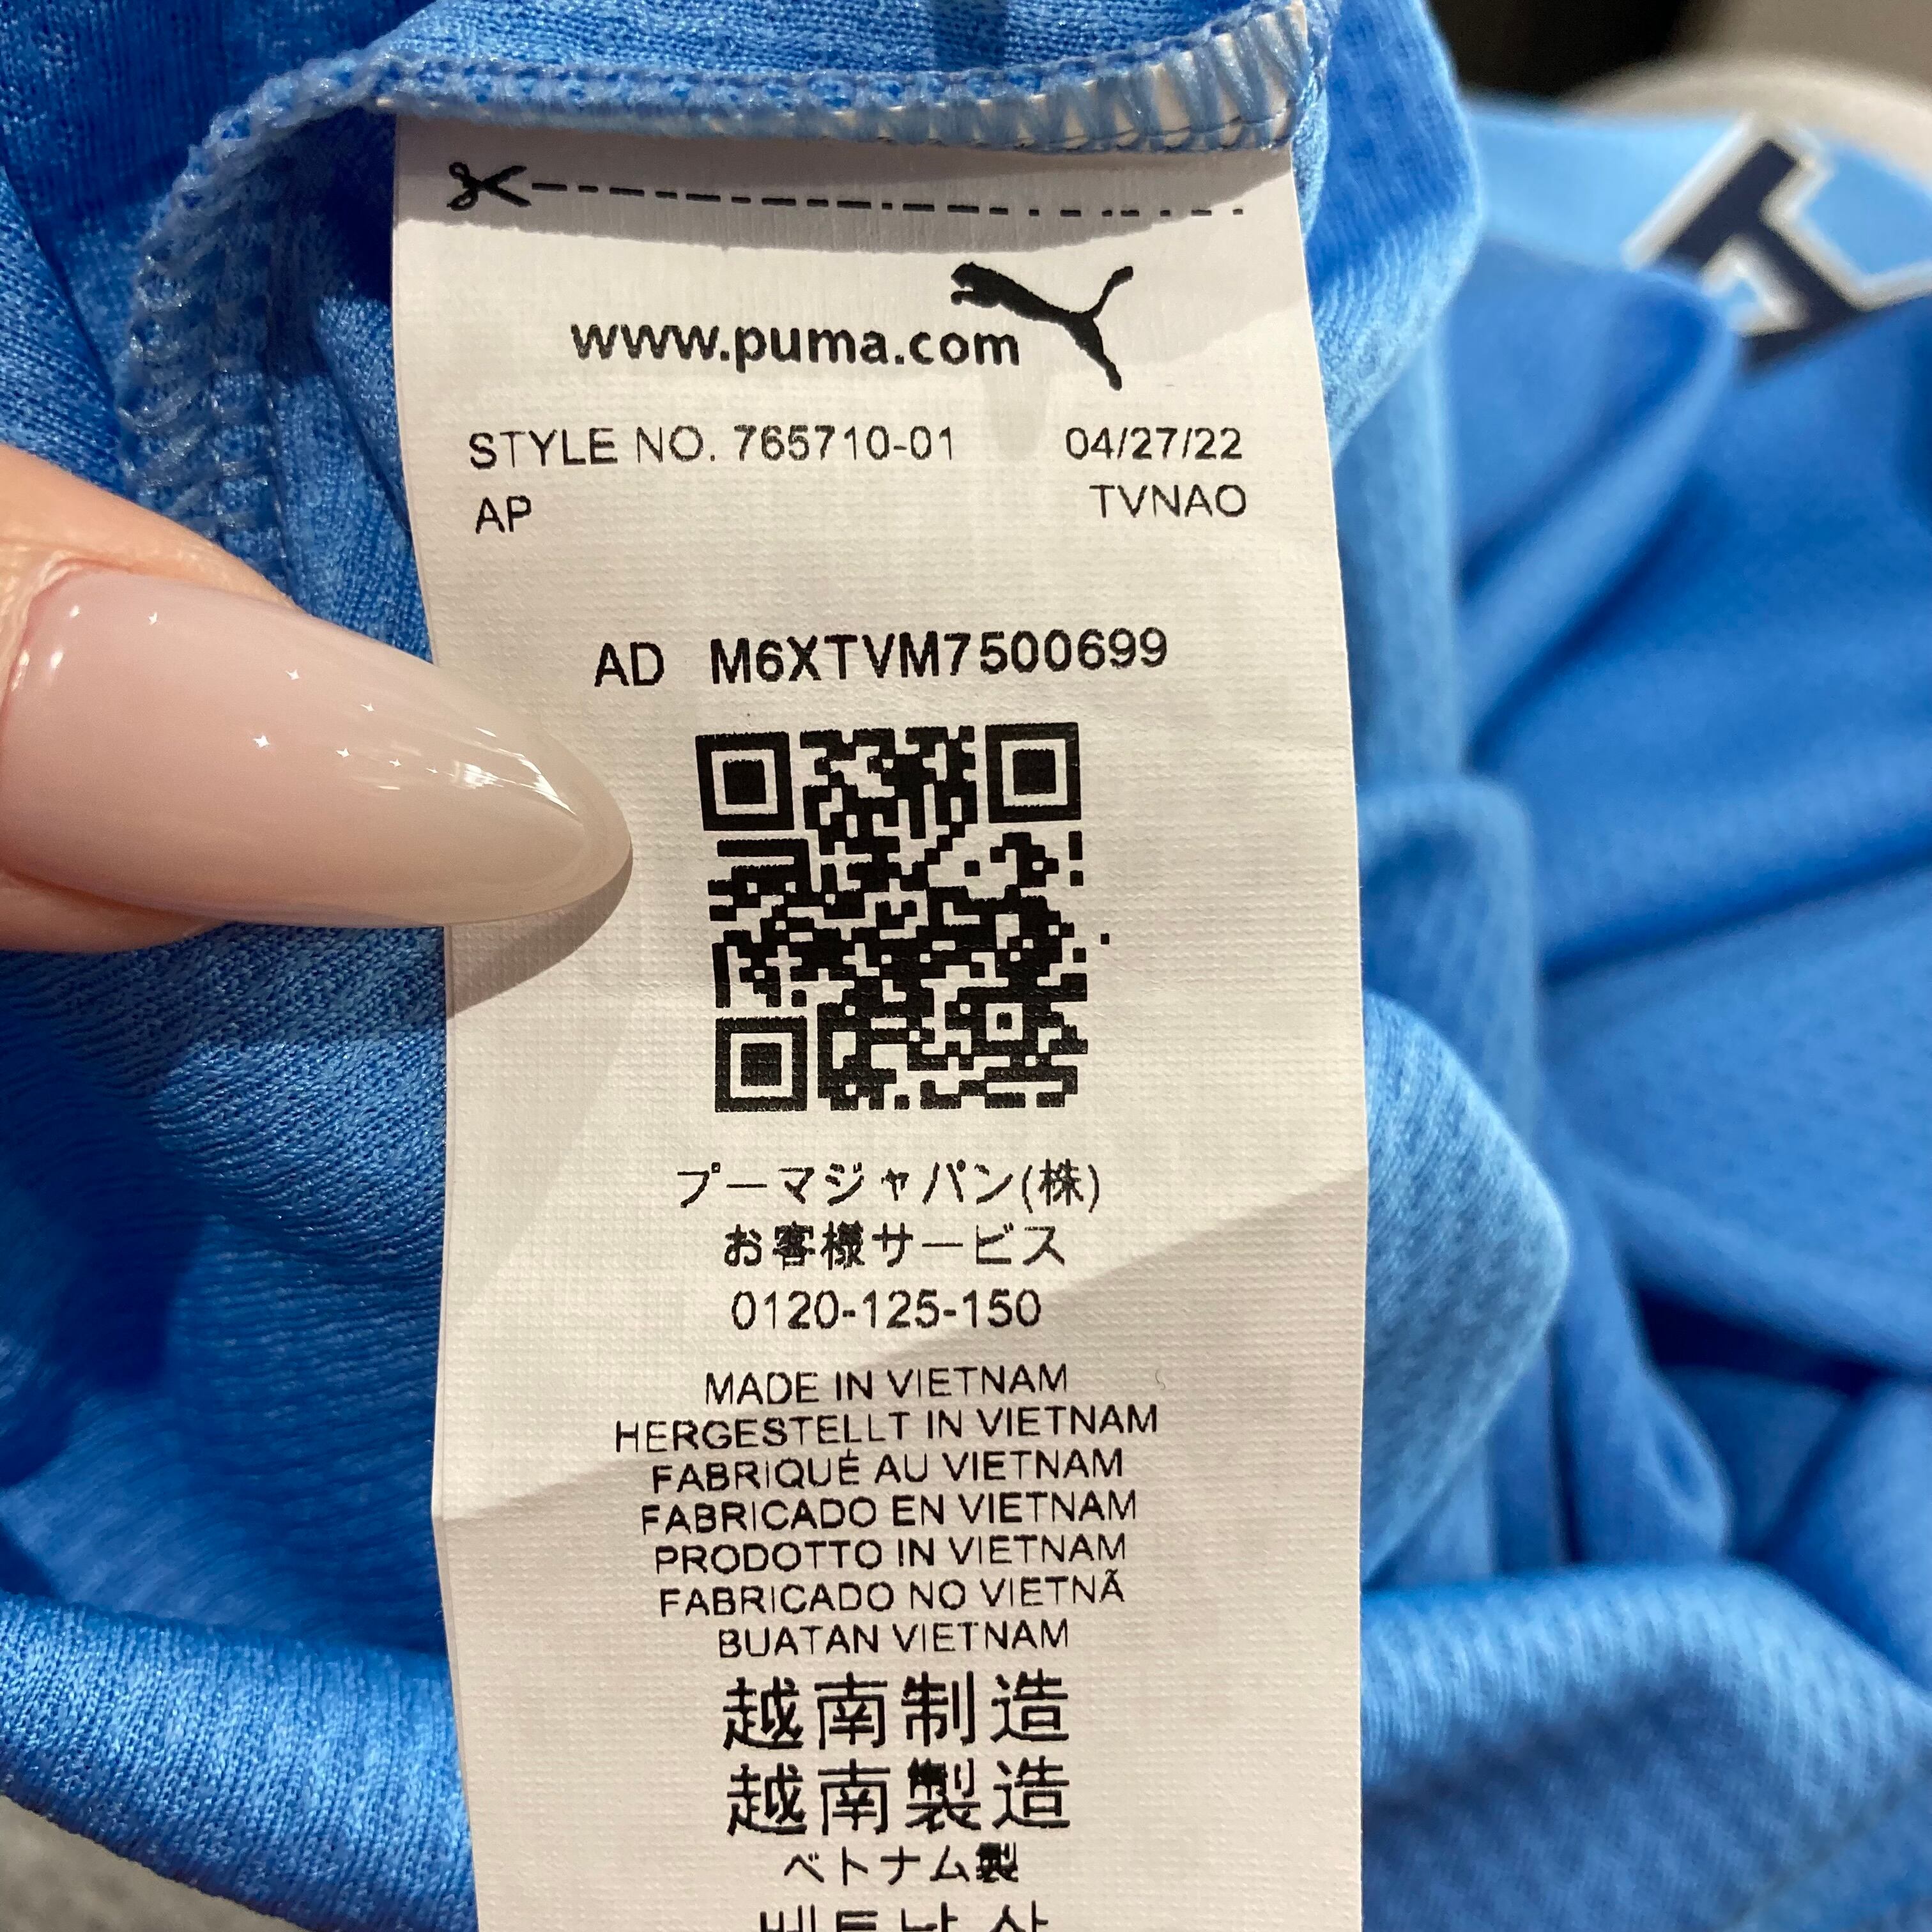 www.puma.com
STYLE NO. 765710-01 04/27/22
AP TVNAO
AD M6XTVM7500699
プーマジャパン(株)
お客様サービス
0120-125-150
MADE IN VIETNAM
HERGESTELLT IN VIETNAM
FABRIQUÉ AU VIETNAM
FABRICADO EN VIETNAM
PRODOTTO IN VIETNAM
FABRICADO NO VIETNÃ
BUATAN VIETNAM
越南制造
越南製造
ベトナム製